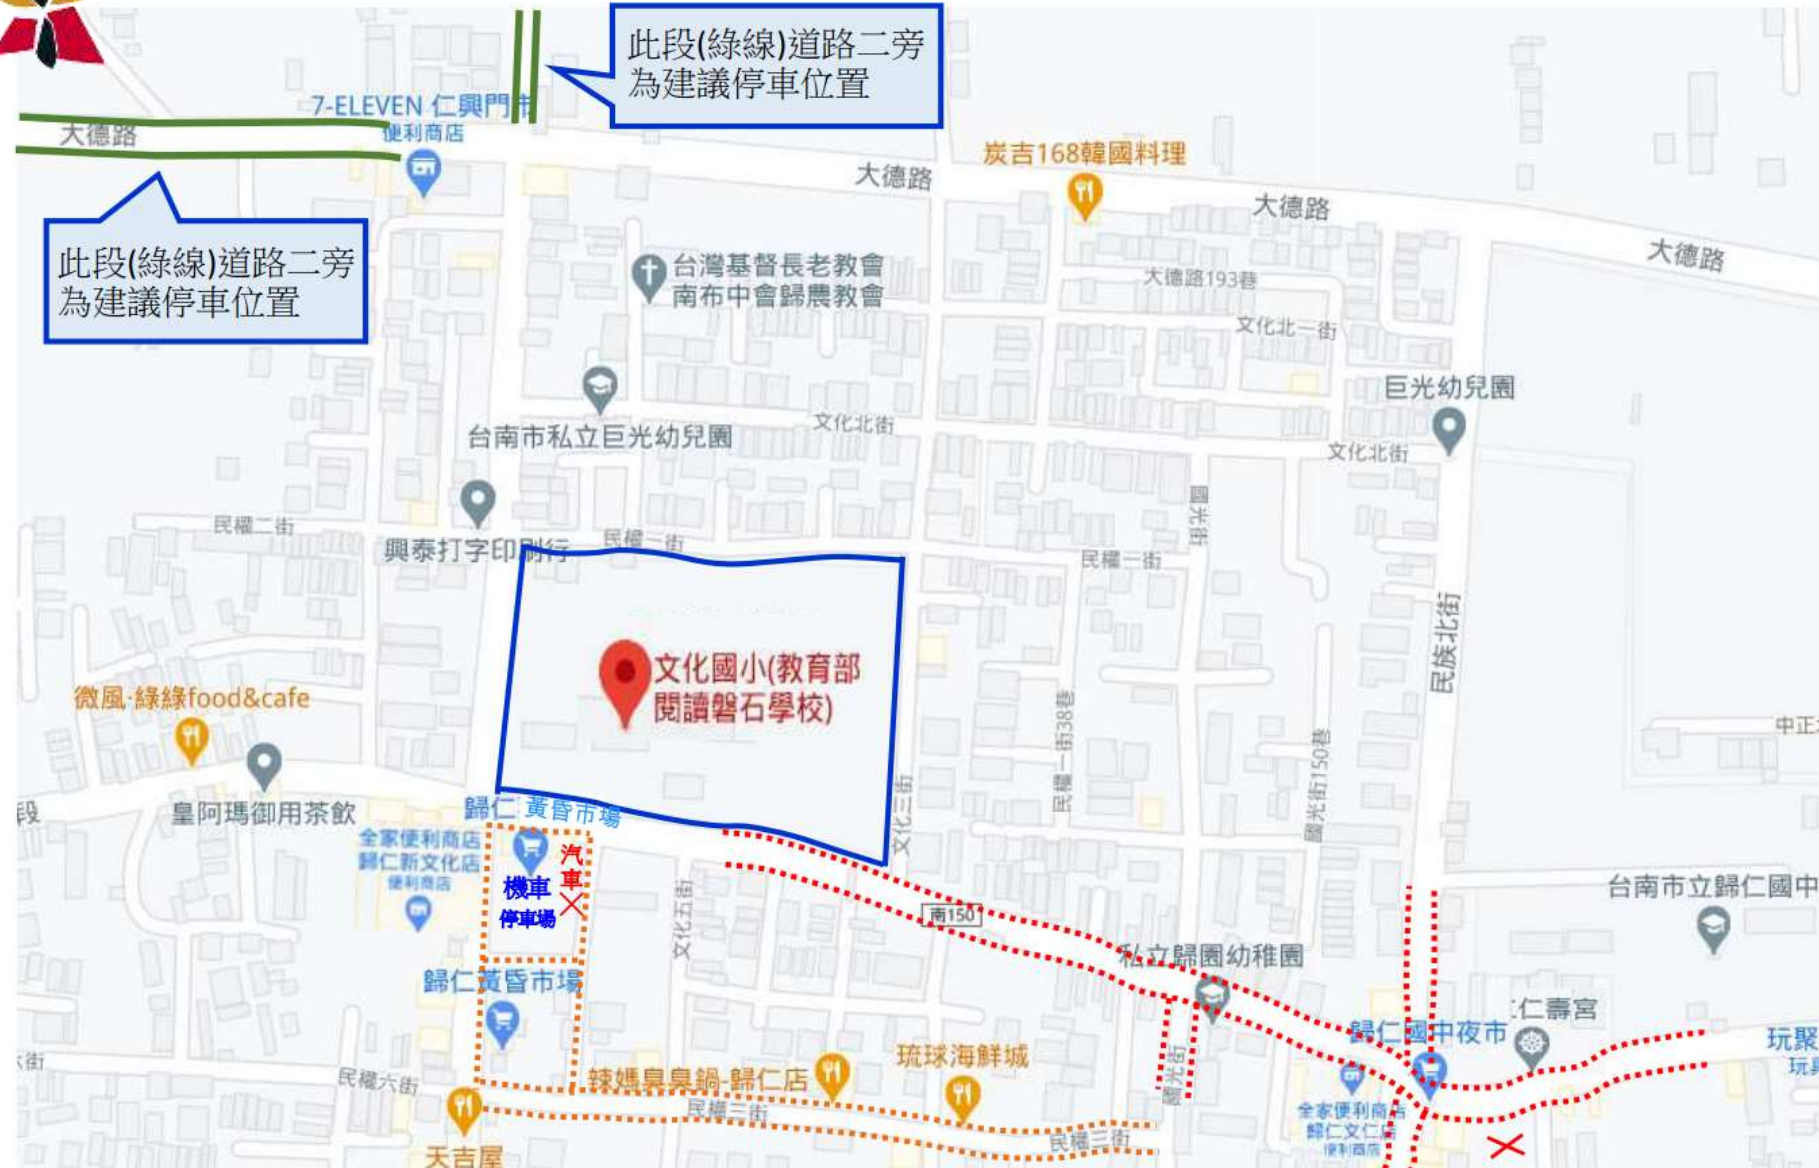 此段(綠線)道路二旁
為建議停車位置
7-ELEVEN 仁興門市
便利商店
大德路
炭吉168韓國料理
大德路
大德路
大德路
此段(綠線)道路二旁
為建議停車位置
台灣基督長老教會
南布中會歸農教會
大德路193巷
文化北一街
巨光幼兒園
文化北街
台南市私立巨光幼兒園
文化北街
國光街
民權二街
興泰打字印刷行
民權一街
民權一街
民族北街
文化國小(教育部
閱讀磐石學校)
微風·綠綠food&cafe
民權一街38巷
國光街150巷
中正
段
皇阿瑪御用茶飲
歸仁 黃昏市場
文化三街
全家便利商店
歸仁新文化店
便利商店
汽
車
機車
停車場
文化五街
南150
台南市立歸仁國中
私立歸園幼稚園
歸仁黃昏市場
仁壽宮
歸仁國中夜市
玩聚
玩具
街
民權六街
辣媽臭臭鍋-歸仁店
琉球海鮮城
國光街
民權三街
民權三街
全家便利商店
歸仁文仁店
便利商店
天吉屋